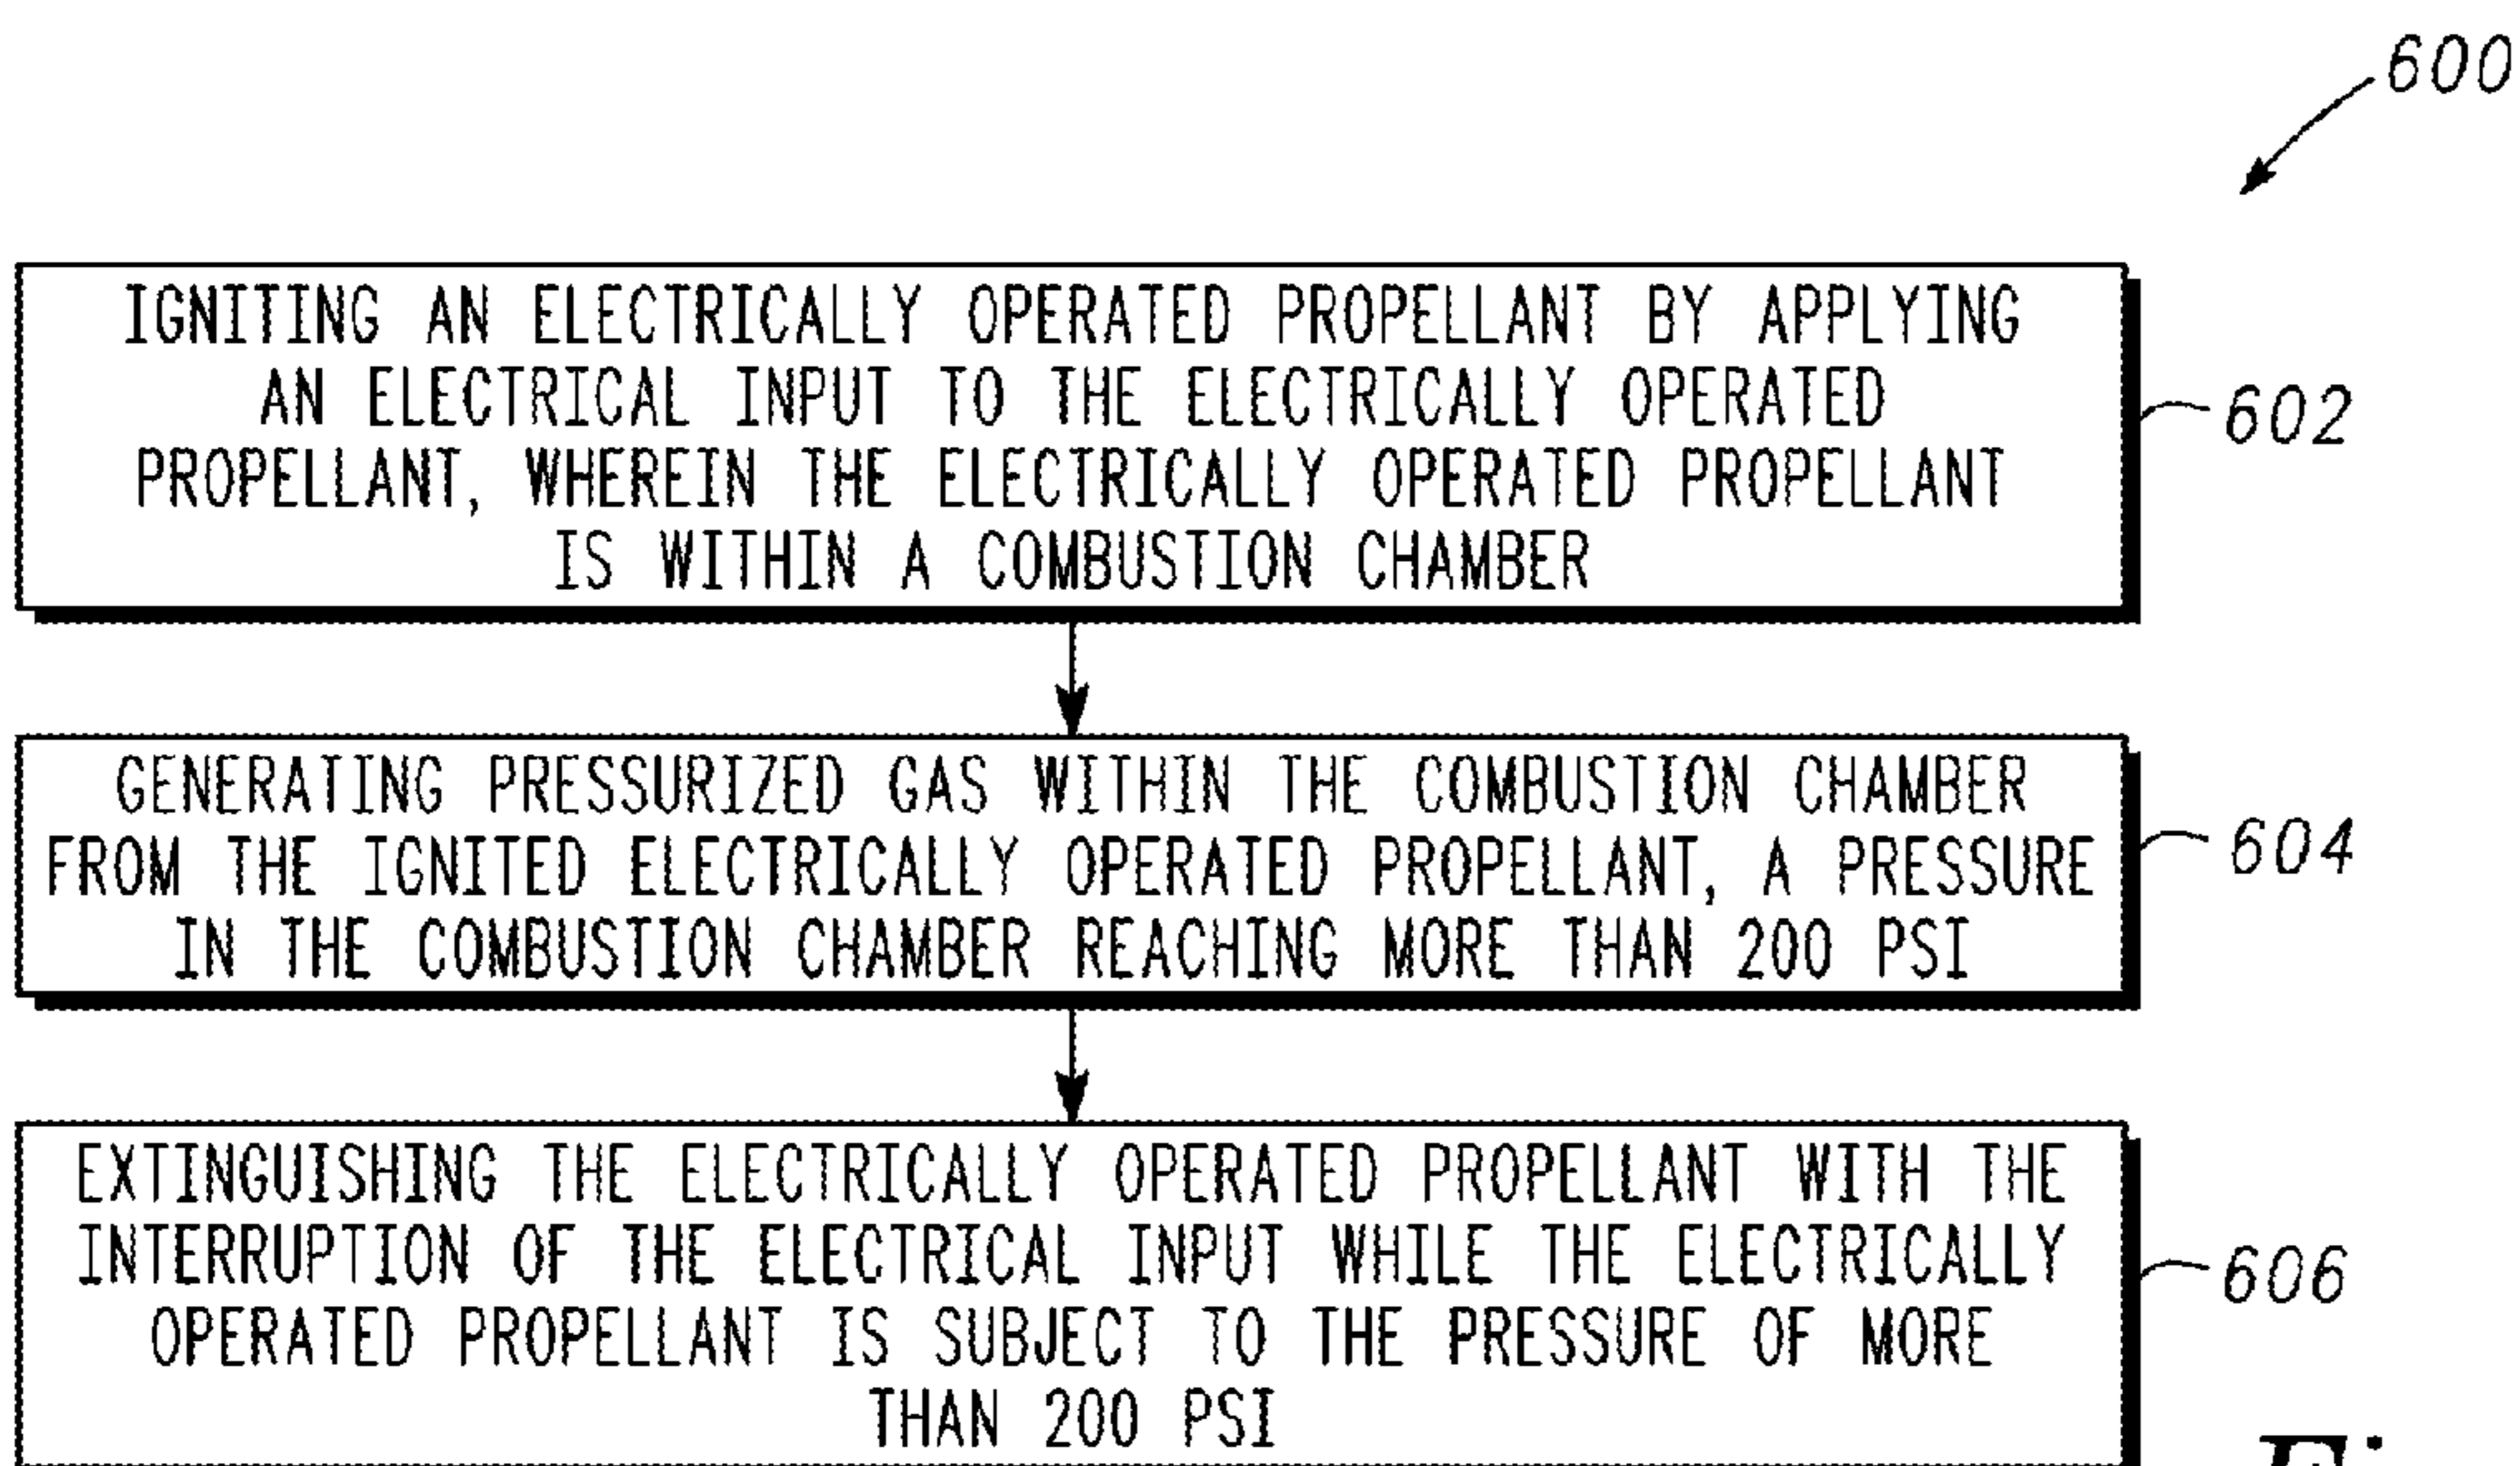 600
IGNITING AN ELECTRICALLY OPERATED PROPELLANT BY APPLYING
AN ELECTRICAL INPUT TO THE ELECTRICALLY OPERATED
PROPELLANT, WHEREIN THE ELECTRICALLY OPERATED PROPELLANT
IS WITHIN A COMBUSTION CHAMBER
602
GENERATING PRESSURIZED GAS WITHIN THE COMBUSTION CHAMBER
FROM THE IGNITED ELECTRICALLY OPERATED PROPELLANT, A PRESSURE
IN THE COMBUSTION CHAMBER REACHING MORE THAN 200 PSI
604
EXTINGUISHING THE ELECTRICALLY OPERATED PROPELLANT WITH THE
INTERRUPTION OF THE ELECTRICAL INPUT WHILE THE ELECTRICALLY
OPERATED PROPELLANT IS SUBJECT TO THE PRESSURE OF MORE
THAN 200 PSI
606